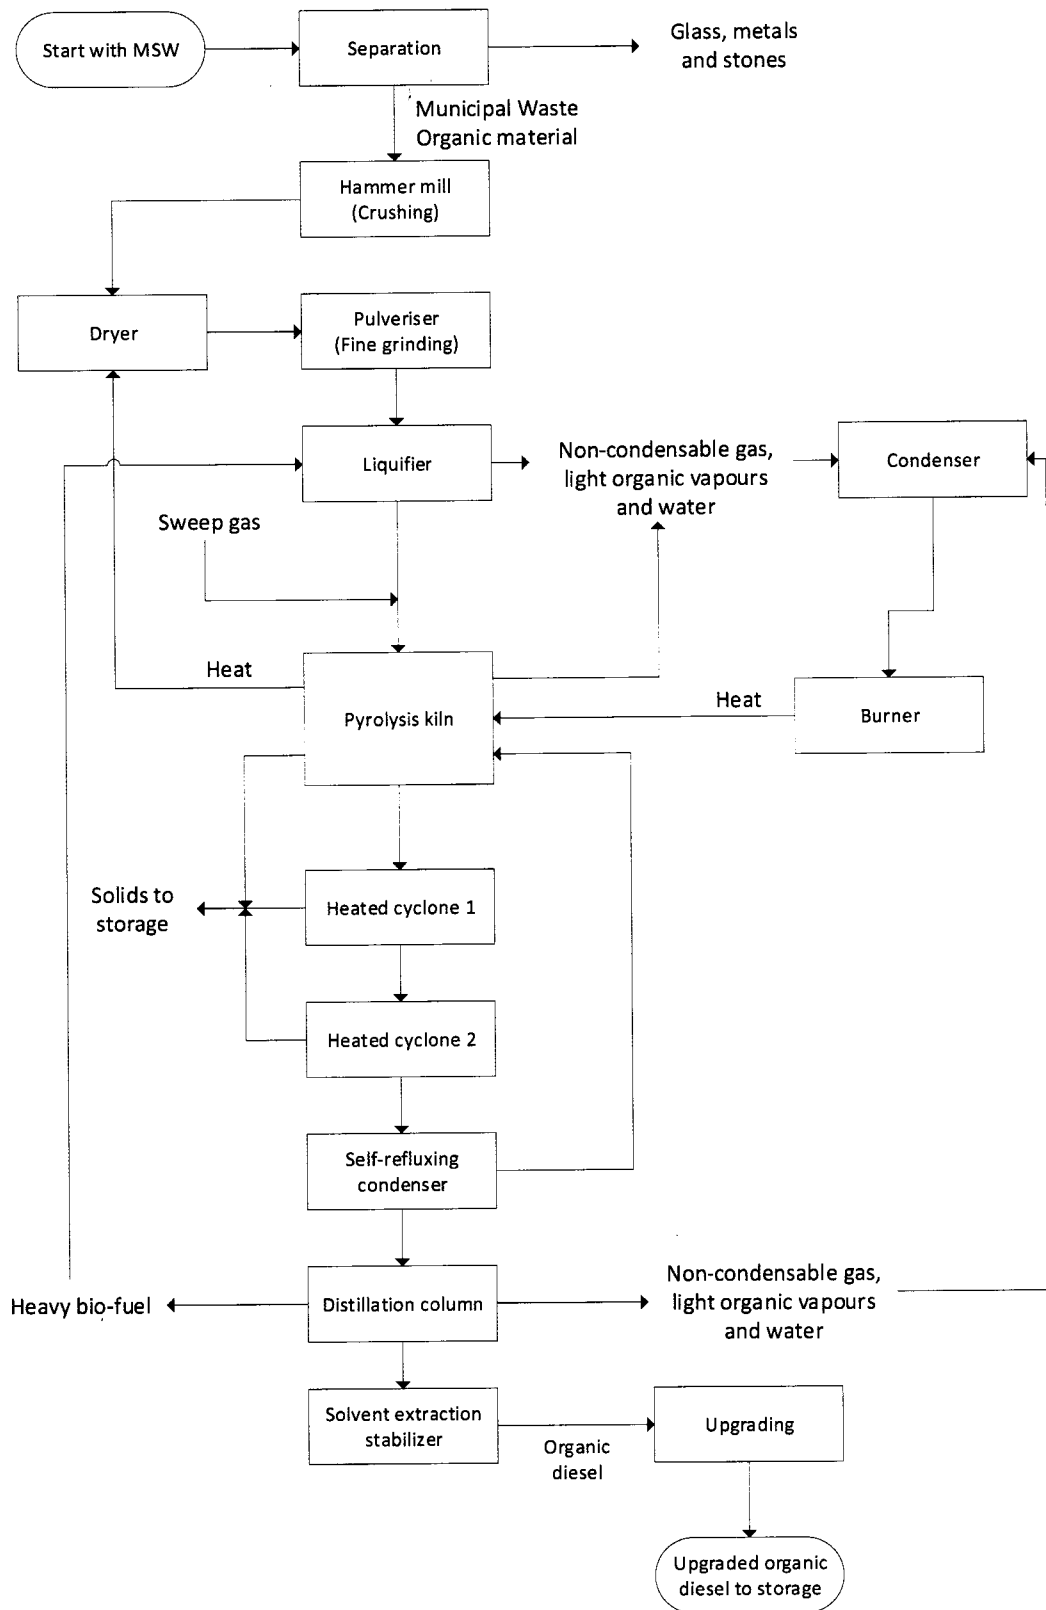 Start with MSW
Separation
Glass, metals
and stones
Municipal Waste
Organic material
Hammer mill
(Crushing)
Dryer
Pulveriser
(Fine grinding)
Liquifier
Non-condensable gas,
light organic vapours
and water
Condenser
Sweep gas
Heat
Pyrolysis kiln
Heat
Burner
Solids to
storage
Heated cyclone 1
Heated cyclone 2
Self-refluxing
condenser
Heavy bio-fuel
Distillation column
Non-condensable gas,
light organic vapours
and water
Solvent extraction
stabilizer
Organic
diesel
Upgrading
Upgraded organic
diesel to storage